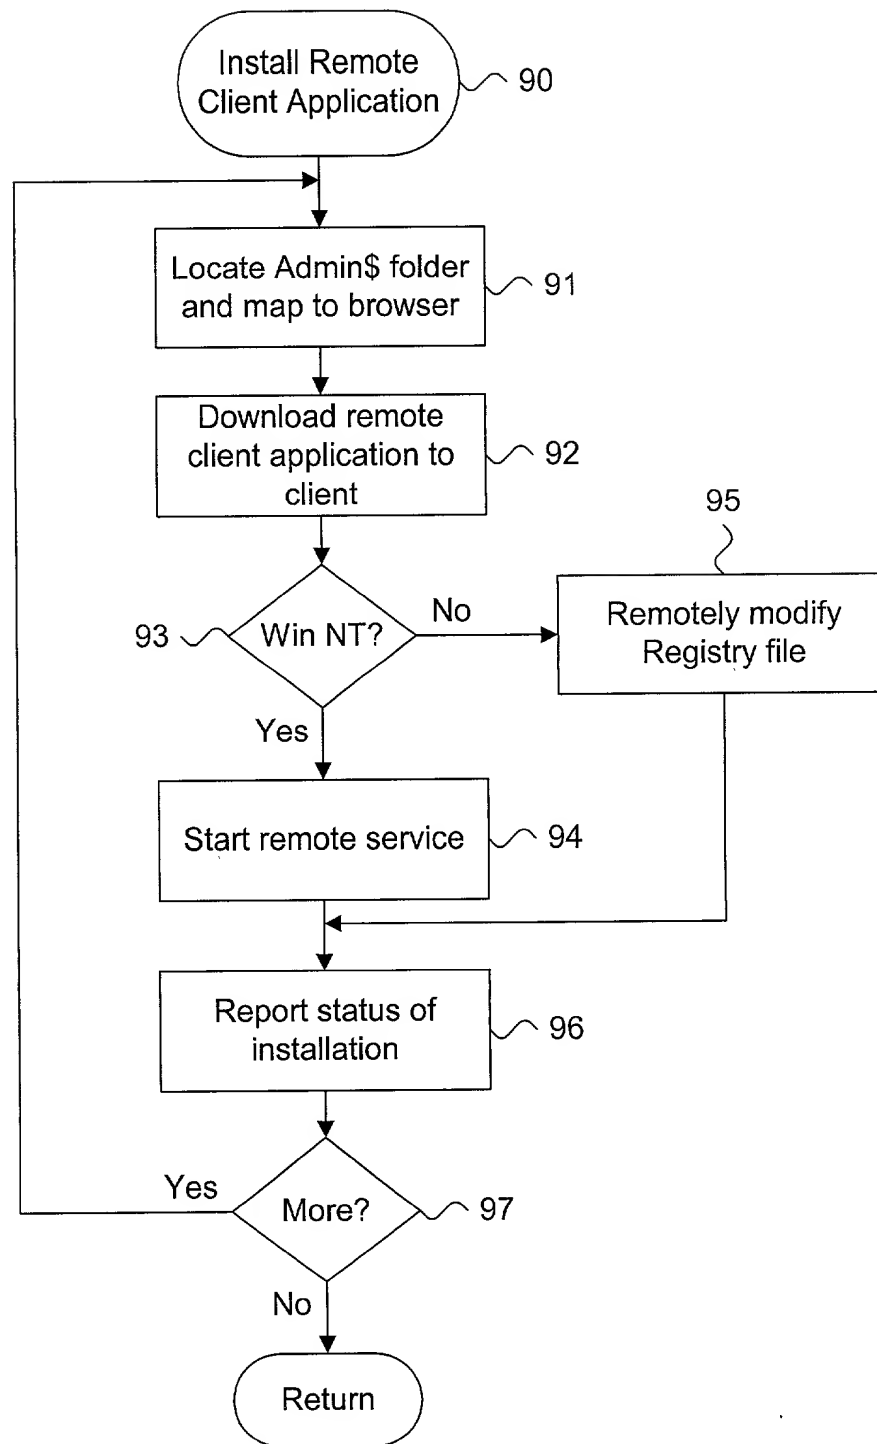 Install Remote
Client Application
90
Locate Admin$ folder
and map to browser
91
Download remote
client application to
client
92
95
93
Win NT?
No
Remotely modify
Registry file
Yes
Start remote service
94
Report status of
installation
96
Yes
More?
97
No
Return